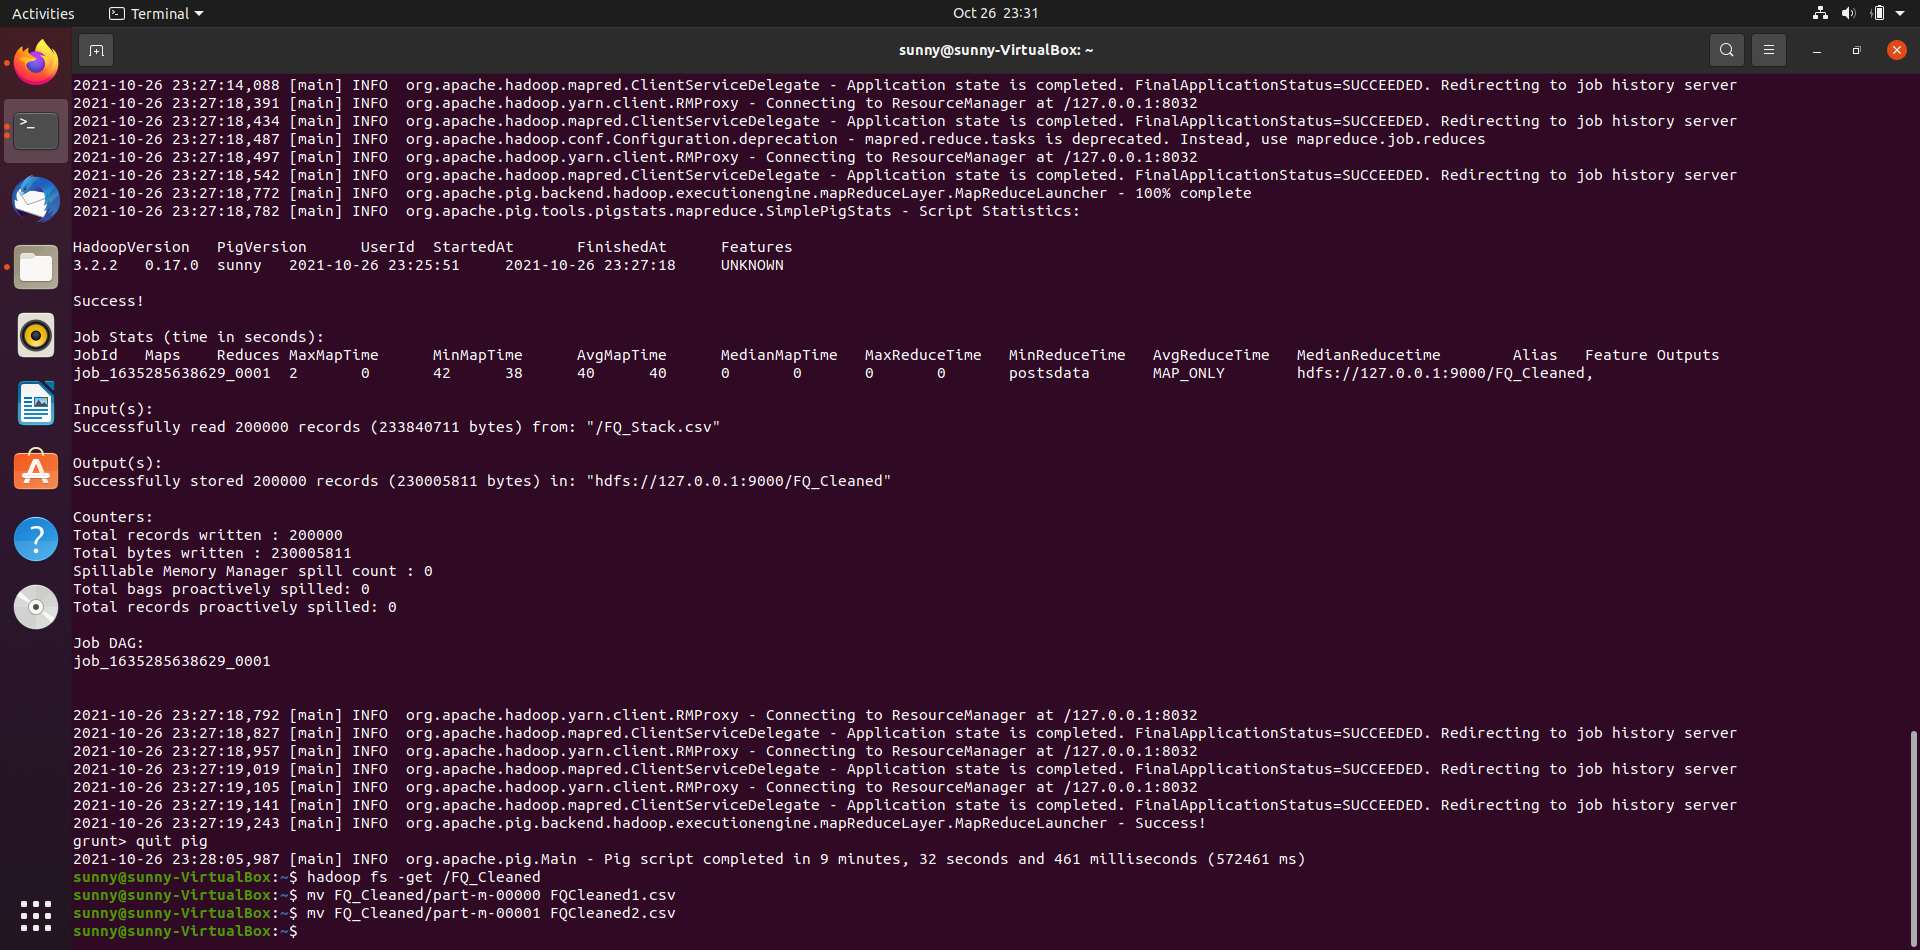 Activities Terminal Oct 26 23:31
sunny@sunny-VirtualBox: ~
2021-10-26 23:27:14,088 [main] INFO  org.apache.hadoop.mapred.ClientServiceDelegate - Application state is completed. FinalApplicationStatus=SUCCEEDED. Redirecting to job history server
2021-10-26 23:27:18,391 [main] INFO  org.apache.hadoop.yarn.client.RMProxy - Connecting to ResourceManager at /127.0.0.1:8032
2021-10-26 23:27:18,434 [main] INFO  org.apache.hadoop.mapred.ClientServiceDelegate - Application state is completed. FinalApplicationStatus=SUCCEEDED. Redirecting to job history server
2021-10-26 23:27:18,487 [main] INFO  org.apache.hadoop.conf.Configuration.deprecation - mapred.reduce.tasks is deprecated. Instead, use mapreduce.job.reduces
2021-10-26 23:27:18,497 [main] INFO  org.apache.hadoop.yarn.client.RMProxy - Connecting to ResourceManager at /127.0.0.1:8032
2021-10-26 23:27:18,542 [main] INFO  org.apache.hadoop.mapred.ClientServiceDelegate - Application state is completed. FinalApplicationStatus=SUCCEEDED. Redirecting to job history server
2021-10-26 23:27:18,772 [main] INFO  org.apache.pig.backend.hadoop.executionengine.mapReduceLayer.MapReduceLauncher - 100% complete
2021-10-26 23:27:18,782 [main] INFO  org.apache.pig.tools.pigstats.mapreduce.SimplePigStats - Script Statistics:
HadoopVersion   PigVersion      UserId  StartedAt       FinishedAt      Features
3.2.2   0.17.0  sunny   2021-10-26 23:25:51     2021-10-26 23:27:18     UNKNOWN
Success!
Job Stats (time in seconds):
JobId   Maps    Reduces MaxMapTime      MinMapTime      AvgMapTime      MedianMapTime   MaxReduceTime   MinReduceTime   AvgReduceTime   MedianReducetime        Alias   Feature Outputs
job_1635285638629_0001  2       0       42      38      40      40      0       0       0       0       postsdata       MAP_ONLY        hdfs://127.0.0.1:9000/FQ_Cleaned,
Input(s):
Successfully read 200000 records (233840711 bytes) from: "/FQ_Stack.csv"
Output(s):
Successfully stored 200000 records (230005811 bytes) in: "hdfs://127.0.0.1:9000/FQ_Cleaned"
Counters:
Total records written : 200000
Total bytes written : 230005811
Spillable Memory Manager spill count : 0
Total bags proactively spilled: 0
Total records proactively spilled: 0
Job DAG:
job_1635285638629_0001
2021-10-26 23:27:18,792 [main] INFO  org.apache.hadoop.yarn.client.RMProxy - Connecting to ResourceManager at /127.0.0.1:8032
2021-10-26 23:27:18,827 [main] INFO  org.apache.hadoop.mapred.ClientServiceDelegate - Application state is completed. FinalApplicationStatus=SUCCEEDED. Redirecting to job history server
2021-10-26 23:27:18,957 [main] INFO  org.apache.hadoop.yarn.client.RMProxy - Connecting to ResourceManager at /127.0.0.1:8032
2021-10-26 23:27:19,019 [main] INFO  org.apache.hadoop.mapred.ClientServiceDelegate - Application state is completed. FinalApplicationStatus=SUCCEEDED. Redirecting to job history server
2021-10-26 23:27:19,105 [main] INFO  org.apache.hadoop.yarn.client.RMProxy - Connecting to ResourceManager at /127.0.0.1:8032
2021-10-26 23:27:19,141 [main] INFO  org.apache.hadoop.mapred.ClientServiceDelegate - Application state is completed. FinalApplicationStatus=SUCCEEDED. Redirecting to job history server
2021-10-26 23:27:19,243 [main] INFO  org.apache.pig.backend.hadoop.executionengine.mapReduceLayer.MapReduceLauncher - Success!
grunt> quit pig
2021-10-26 23:28:05,987 [main] INFO  org.apache.pig.Main - Pig script completed in 9 minutes, 32 seconds and 461 milliseconds (572461 ms)
sunny@sunny-VirtualBox:~$ hadoop fs -get /FQ_Cleaned
sunny@sunny-VirtualBox:~$ mv FQ_Cleaned/part-m-00000 FQCleaned1.csv
sunny@sunny-VirtualBox:~$ mv FQ_Cleaned/part-m-00001 FQCleaned2.csv
sunny@sunny-VirtualBox:~$